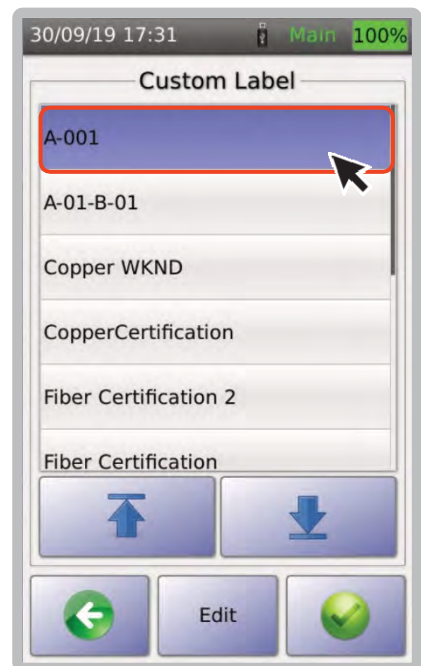 30/09/19 17:31 Main 100%
Custom Label
A-001
A-01-B-01
Copper WKND
CopperCertification
Fiber Certification 2
Fiber Certification
Edit